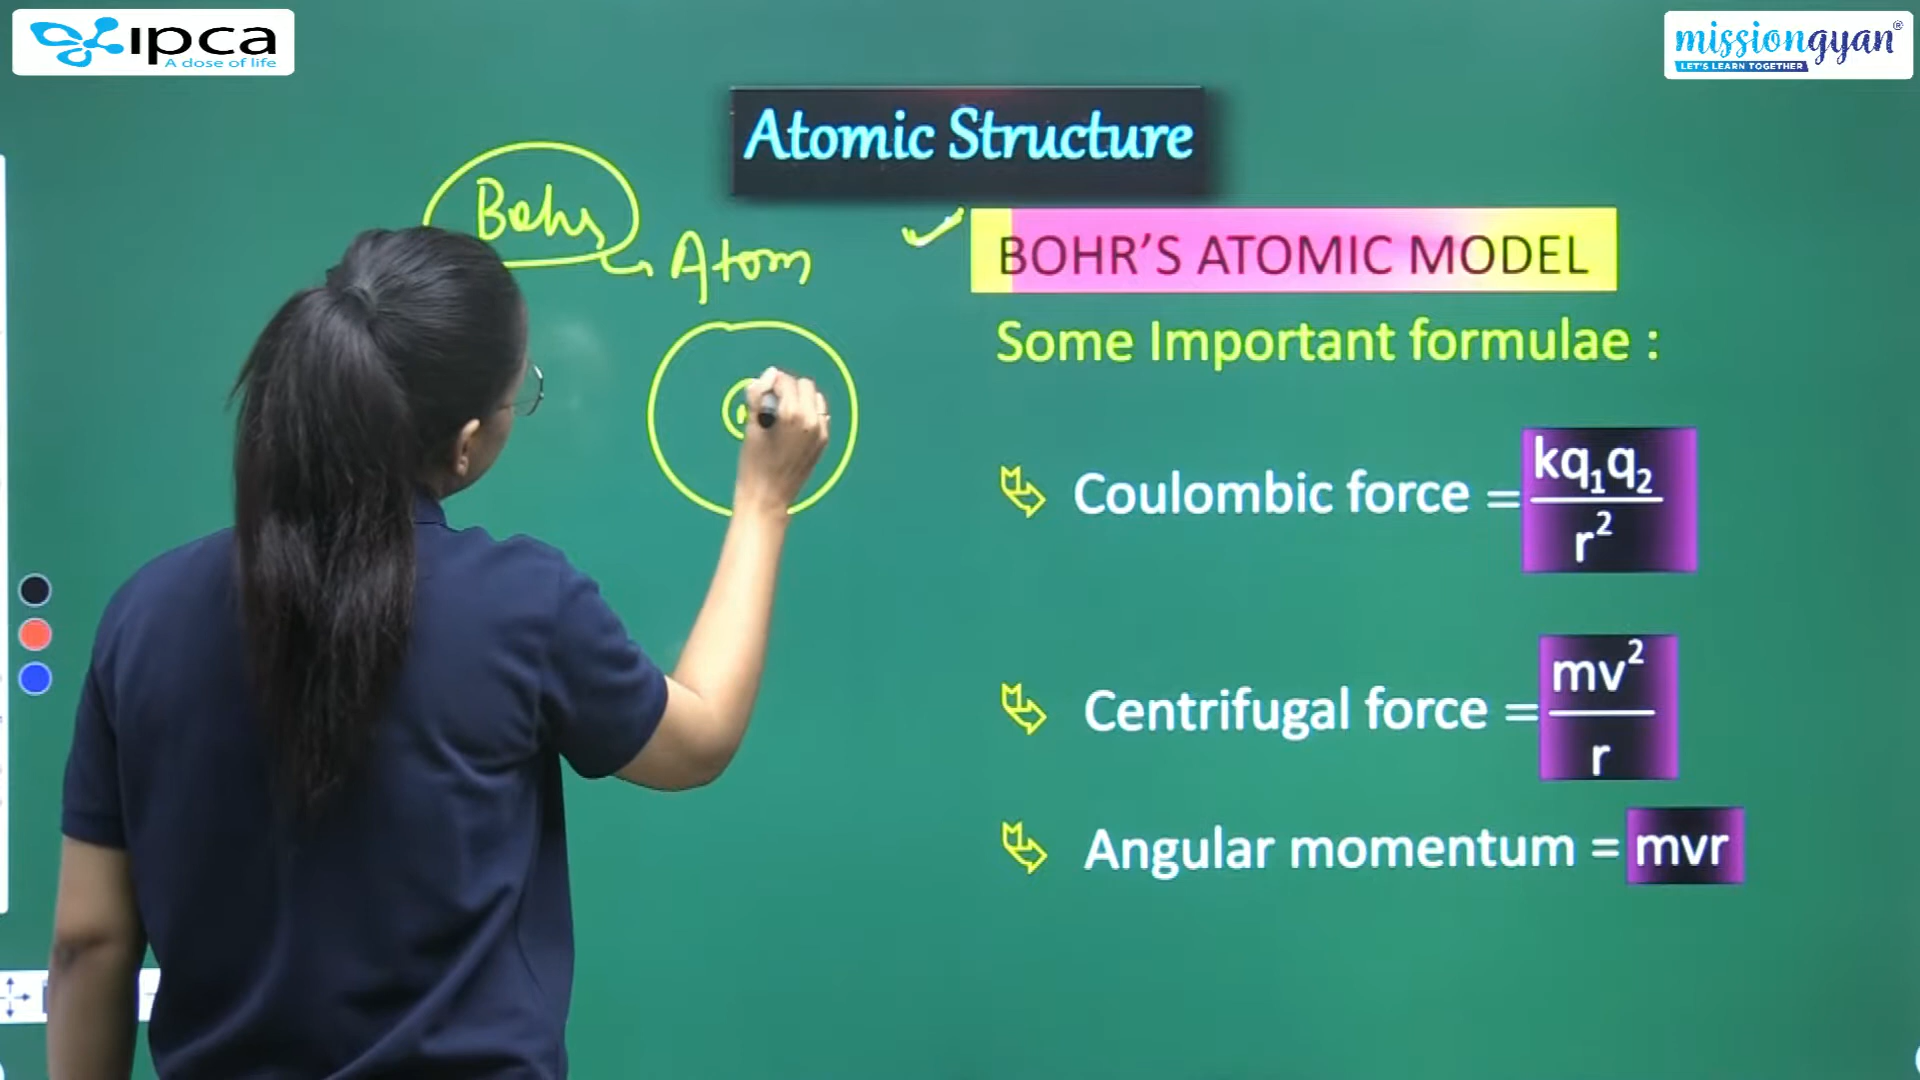 ipca
A dose of life
missiongyan®
LET'S LEARN TOGETHER
Atomic Structure
Bohr
Atom
BOHR'S ATOMIC MODEL
Some Important formulae :
Coulombic force = kq₁q₂ / r²
Centrifugal force = mv² / r
Angular momentum = mvr